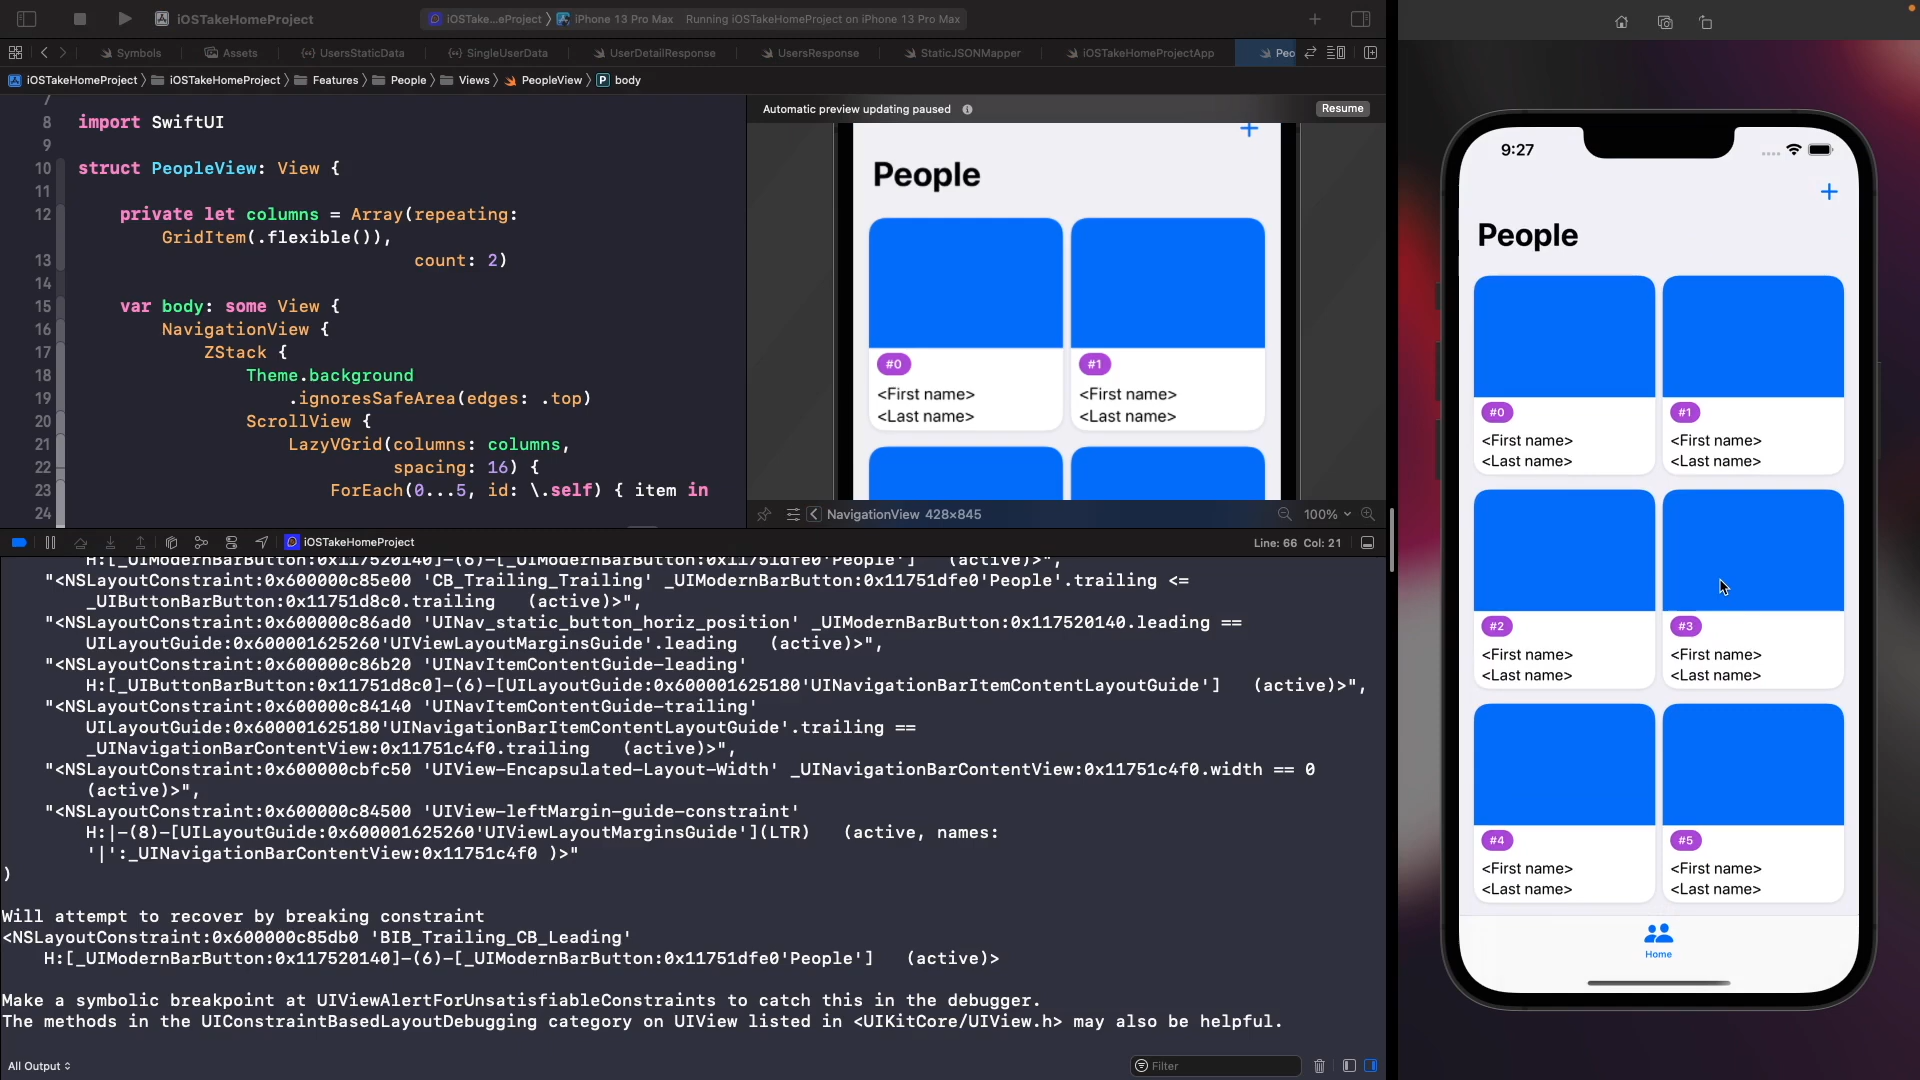 iOSTakeHomeProject
iOSTake...eProject 〉 iPhone 13 Pro Max Running iOSTakeHomeProject on iPhone 13 Pro Max
Symbols Assets UsersStaticData SingleUserData UserDetailResponse UsersResponse StaticJSONMapper iOSTakeHomeProjectApp Peo
iOSTakeHomeProject 〉 iOSTakeHomeProject 〉 Features 〉 People 〉 Views 〉 PeopleView 〉 P body
7
8 import SwiftUI
9
10 struct PeopleView: View {
11
12 private let columns = Array(repeating:
GridItem(.flexible()),
13 count: 2)
14
15 var body: some View {
16 NavigationView {
17 ZStack {
18 Theme.background
19 .ignoresSafeArea(edges: .top)
20 ScrollView {
21 LazyVGrid(columns: columns,
22 spacing: 16) {
23 ForEach(0...5, id: \.self) { item in
24
Automatic preview updating paused
Resume
People
#0 #1
<First name> <First name>
<Last name> <Last name>
NavigationView 428×845 100%
iOSTakeHomeProject
Line: 66 Col: 21
H:[_UIModernBarButton:0x117520140]-(6)-[_UIModernBarButton:0x11751dfe0'People'] (active)>",
"<NSLayoutConstraint:0x600000c85e00 'CB_Trailing_Trailing' _UIModernBarButton:0x11751dfe0'People'.trailing <=
_UIButtonBarButton:0x11751d8c0.trailing (active)>",
"<NSLayoutConstraint:0x600000c86ad0 'UINav_static_button_horiz_position' _UIModernBarButton:0x117520140.leading ==
UILayoutGuide:0x600001625260'UIViewLayoutMarginsGuide'.leading (active)>",
"<NSLayoutConstraint:0x600000c86b20 'UINavItemContentGuide-leading'
H:[_UIButtonBarButton:0x11751d8c0]-(6)-[UILayoutGuide:0x600001625180'UINavigationBarItemContentLayoutGuide'] (active)>",
"<NSLayoutConstraint:0x600000c84140 'UINavItemContentGuide-trailing'
UILayoutGuide:0x600001625180'UINavigationBarItemContentLayoutGuide'.trailing ==
_UINavigationBarContentView:0x11751c4f0.trailing (active)>",
"<NSLayoutConstraint:0x600000cbfc50 'UIView-Encapsulated-Layout-Width' _UINavigationBarContentView:0x11751c4f0.width == 0
(active)>",
"<NSLayoutConstraint:0x600000c84500 'UIView-leftMargin-guide-constraint'
H:|-(8)-[UILayoutGuide:0x600001625260'UIViewLayoutMarginsGuide'](LTR) (active, names:
'|':_UINavigationBarContentView:0x11751c4f0 )>"
)
Will attempt to recover by breaking constraint
<NSLayoutConstraint:0x600000c85db0 'BIB_Trailing_CB_Leading'
H:[_UIModernBarButton:0x117520140]-(6)-[_UIModernBarButton:0x11751dfe0'People'] (active)>
Make a symbolic breakpoint at UIViewAlertForUnsatisfiableConstraints to catch this in the debugger.
The methods in the UIConstraintBasedLayoutDebugging category on UIView listed in <UIKitCore/UIView.h> may also be helpful.
All Output
Filter
9:27
People
#0 #1
<First name> <First name>
<Last name> <Last name>
#2 #3
<First name> <First name>
<Last name> <Last name>
#4 #5
<First name> <First name>
<Last name> <Last name>
Home